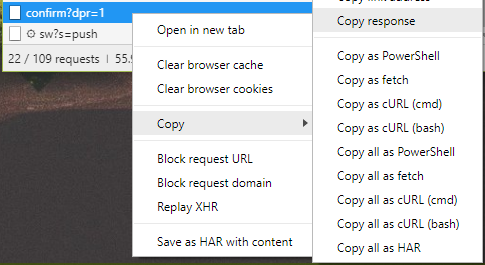 confirm?dpr=1
sw?s=push
22 / 109 requests
Open in new tab
Clear browser cache
Clear browser cookies
Copy
Block request URL
Block request domain
Replay XHR
Save as HAR with content
Copy response
Copy as PowerShell
Copy as fetch
Copy as cURL (cmd)
Copy as cURL (bash)
Copy all as PowerShell
Copy all as fetch
Copy all as cURL (cmd)
Copy all as cURL (bash)
Copy all as HAR